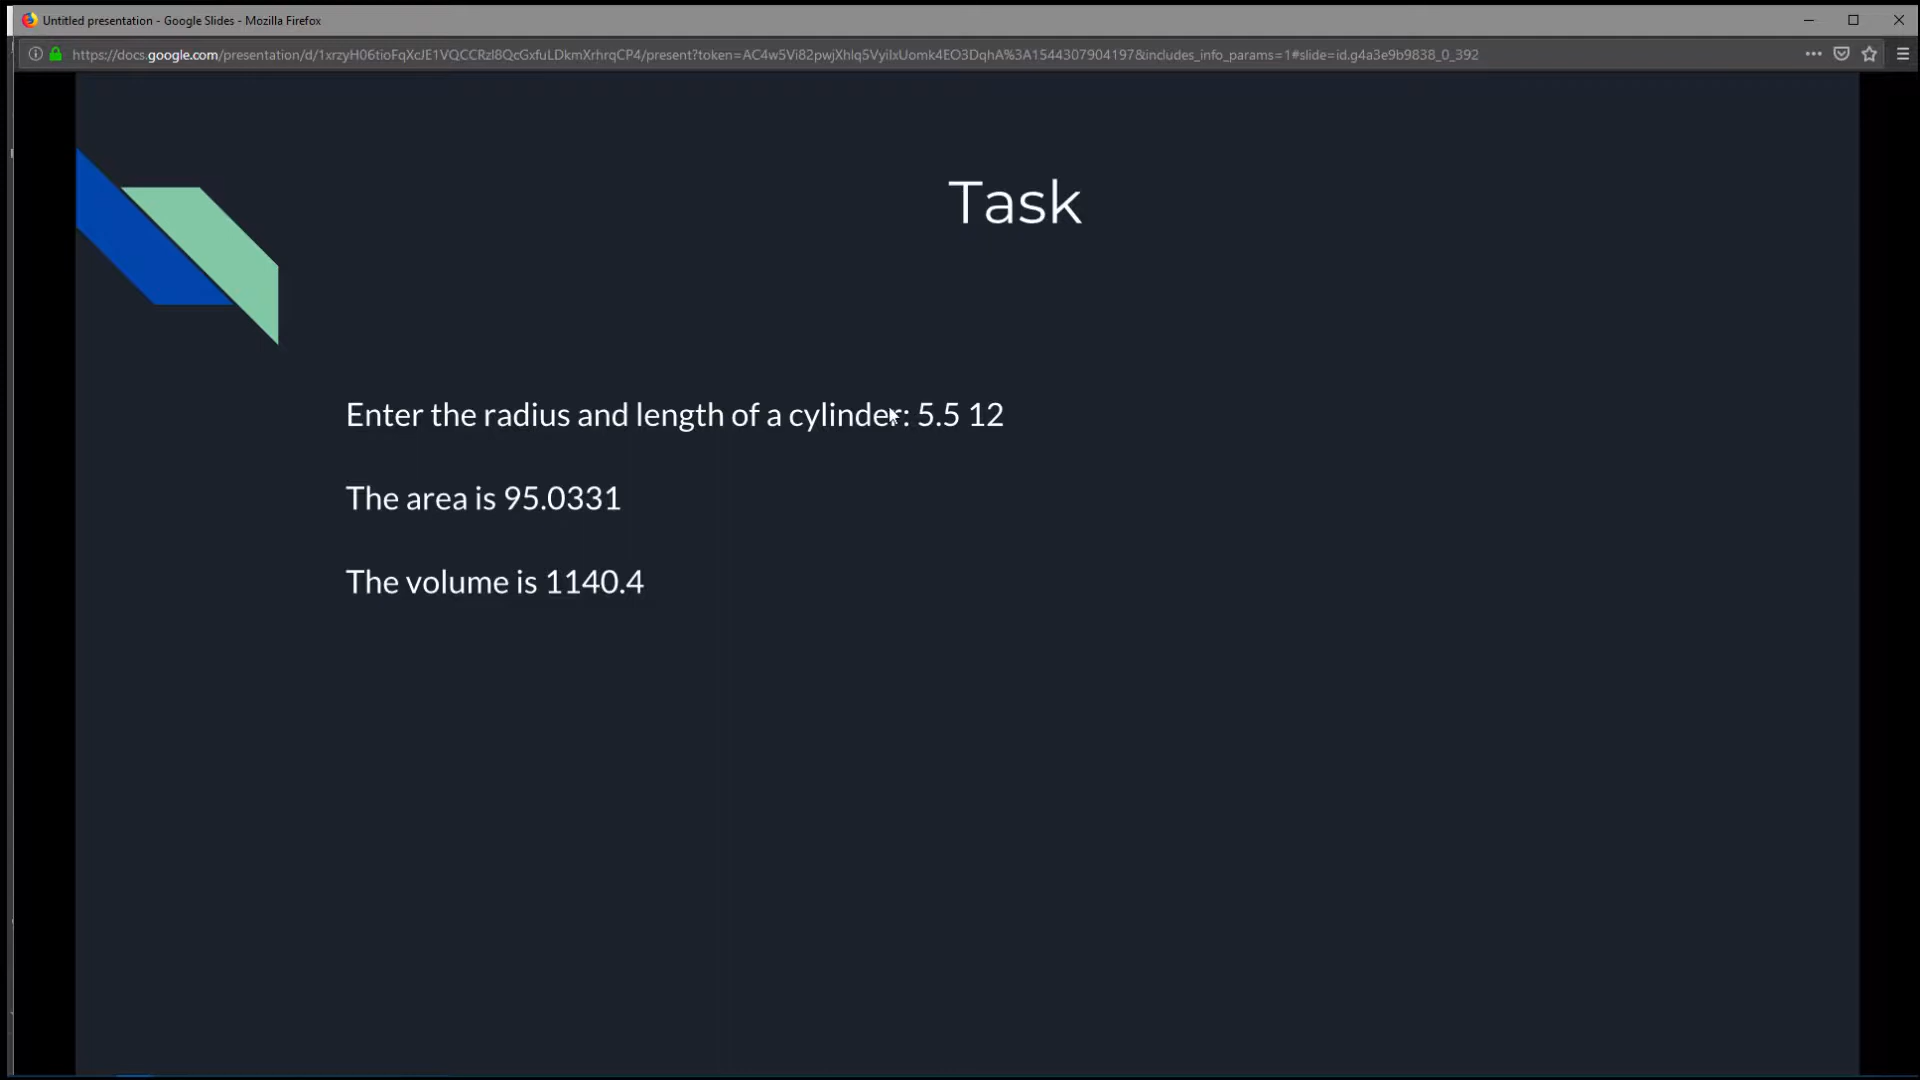 Untitled presentation - Google Slides - Mozilla Firefox
https://docs.google.com/presentation/d/1xrzyH06tioFqXcJE1VQCCRzl8QcGxfuLDkmXrhrqCP4/present?token=AC4w5Vi82pwjXhlq5VyilxUomk4EO3DqhA%3A1544307904197&includes_info_params=1#slide=id.g4a3e9b9838_0_392
Task
Enter the radius and length of a cylinder: 5.5 12
The area is 95.0331
The volume is 1140.4